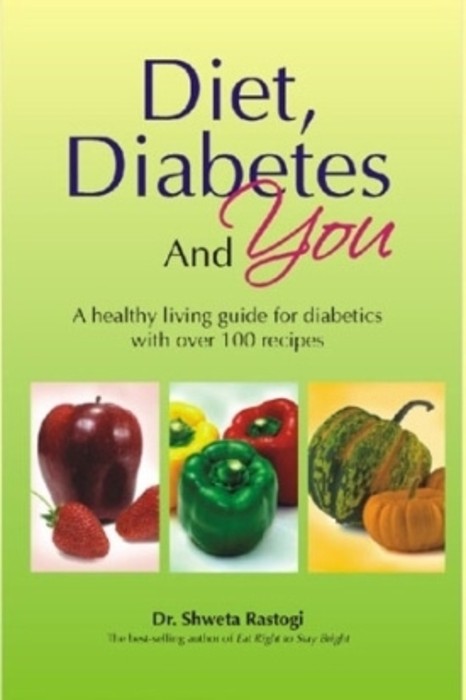 Diet,
Diabetes
And You
A healthy living guide for diabetics
with over 100 recipes
Dr. Shweta Rastogi
The best-selling author of Eat Right to Stay Bright